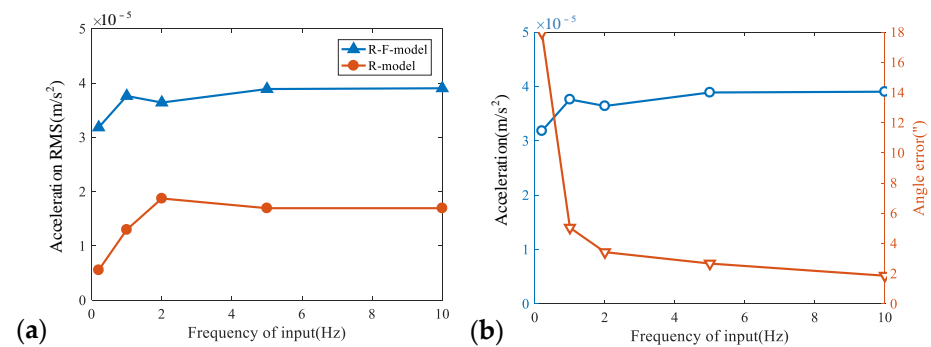 ×10⁻⁵
5
4
3
2
1
0
0 2 4 6 8 10
Acceleration RMS(m/s²)
Frequency of input(Hz)
R-F-model
R-model
(a)
×10⁻⁵
5
4
3
2
1
0
0 2 4 6 8 10
Acceleration(m/s²)
Frequency of input(Hz)
18
16
14
12
10
8
6
4
2
0
Angle error(")
(b)